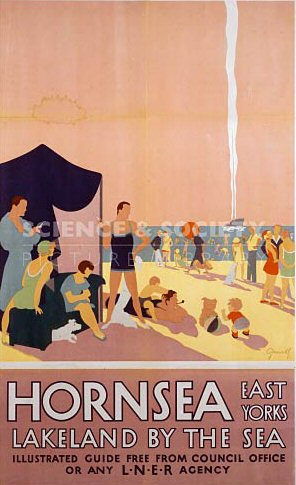 SCIENCE & SOCIETY
PICTURE
HORNSEA EAST YORKS
LAKELAND BY THE SEA
ILLUSTRATED GUIDE FREE FROM COUNCIL OFFICE
OR ANY L·N·E·R AGENCY